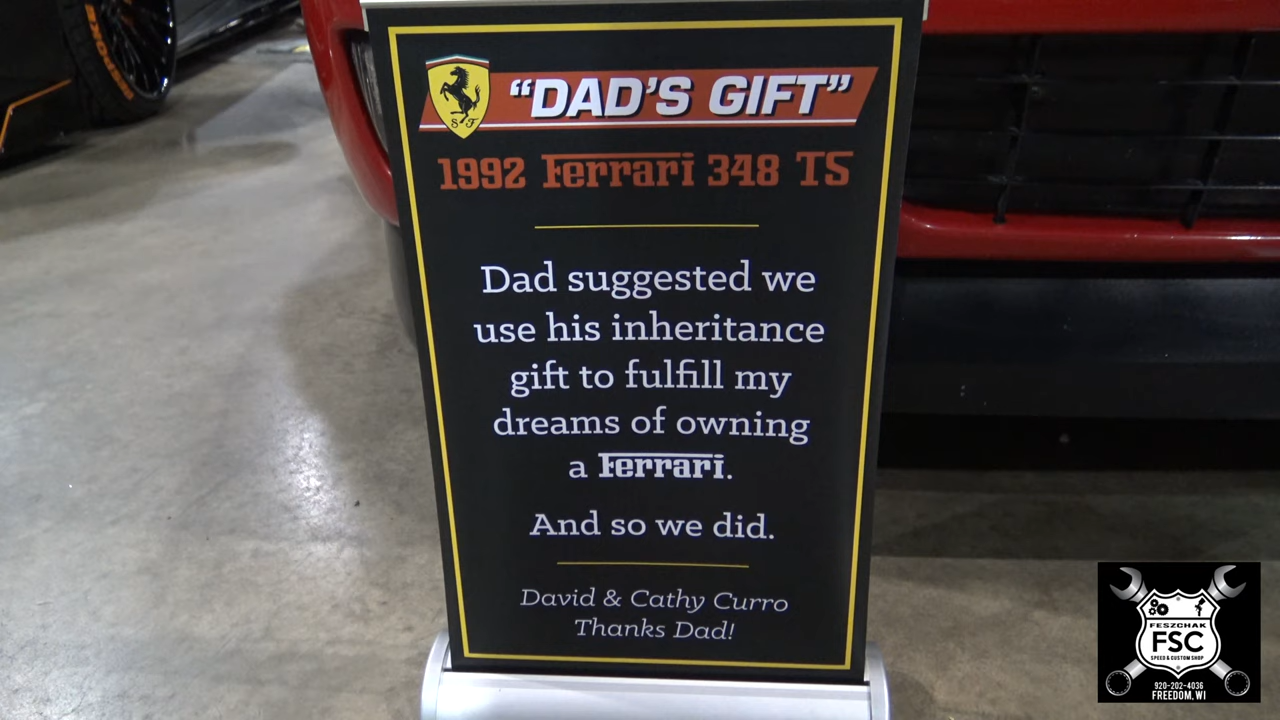 "DAD'S GIFT"
S F
1992 Ferrari 348 TS
Dad suggested we
use his inheritance
gift to fulfill my
dreams of owning
a Ferrari.
And so we did.
David & Cathy Curro
Thanks Dad!
FESZCHAK
FSC
SPEED & CUSTOM SHOP
920-202-4036
FREEDOM, WI